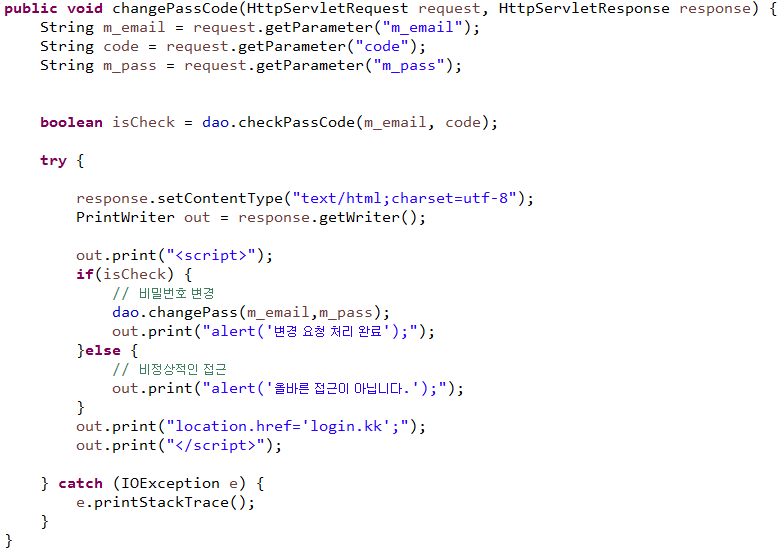 public void changePassCode(HttpServletRequest request, HttpServletResponse response) {
    String m_email = request.getParameter("m_email");
    String code = request.getParameter("code");
    String m_pass = request.getParameter("m_pass");
    boolean isCheck = dao.checkPassCode(m_email, code);
    try {
        response.setContentType("text/html;charset=utf-8");
        PrintWriter out = response.getWriter();
        out.print("<script>");
        if(isCheck) {
            // 비밀번호 변경
            dao.changePass(m_email,m_pass);
            out.print("alert('변경 요청 처리 완료');");
        }else {
            // 비정상적인 접근
            out.print("alert('올바른 접근이 아닙니다.');");
        }
        out.print("location.href='login.kk';");
        out.print("</script>");
    } catch (IOException e) {
        e.printStackTrace();
    }
}